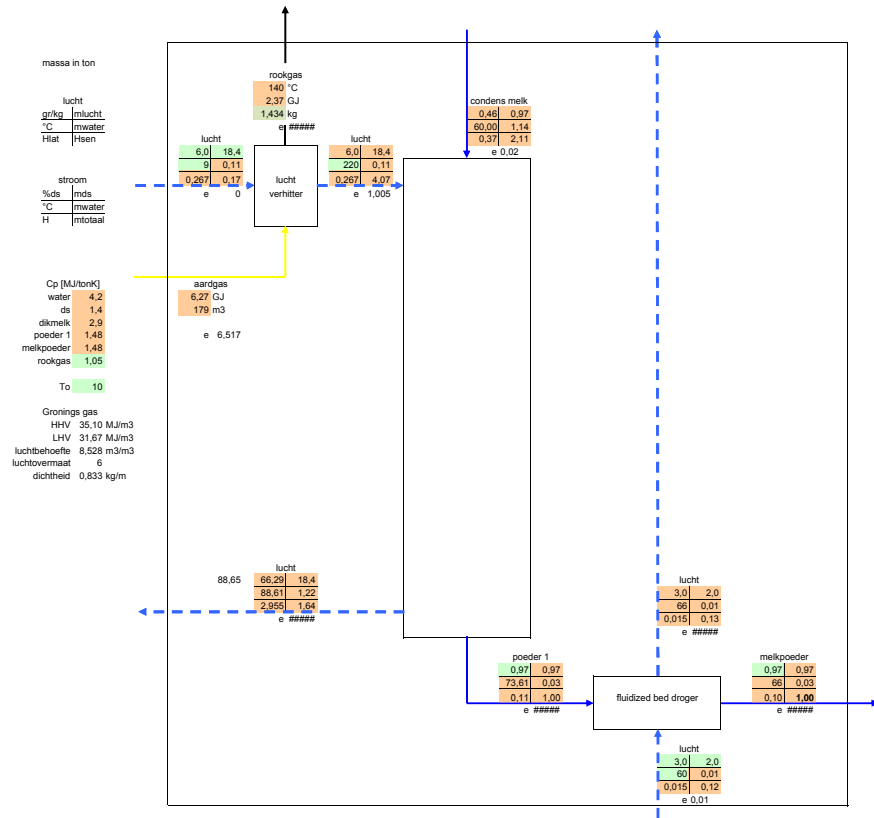 massa in ton
lucht
gr/kg mlucht
°C mwater
Hlat Hsen
stroom
%ds mds
°C mwater
H mtotaal
Cp [MJ/tonK]
water 4,2
ds 1,4
dikmelk 2,9
poeder 1 1,48
melkpoeder 1,48
rookgas 1,05
To 10
Gronings gas
HHV 35,10 MJ/m3
LHV 31,67 MJ/m3
luchtbehoefte 8,528 m3/m3
luchtovermaat 6
dichtheid 0,833 kg/m
rookgas
140 °C
2,37 GJ
1,434 kg
e #####
lucht
6,0 18,4
9 0,11
0,267 0,17
e 0
lucht
verhitter
lucht
6,0 18,4
220 0,11
0,267 4,07
e 1,005
condens melk
0,46 0,97
60,00 1,14
0,37 2,11
e 0,02
aardgas
6,27 GJ
179 m3
e 6,517
lucht
88,65
66,29 18,4
88,61 1,22
2,955 1,64
e #####
lucht
3,0 2,0
66 0,01
0,015 0,13
e #####
poeder 1
0,97 0,97
73,61 0,03
0,11 1,00
e #####
fluidized bed droger
melkpoeder
0,97 0,97
66 0,03
0,10 1,00
e #####
lucht
3,0 2,0
60 0,01
0,015 0,12
e 0,01